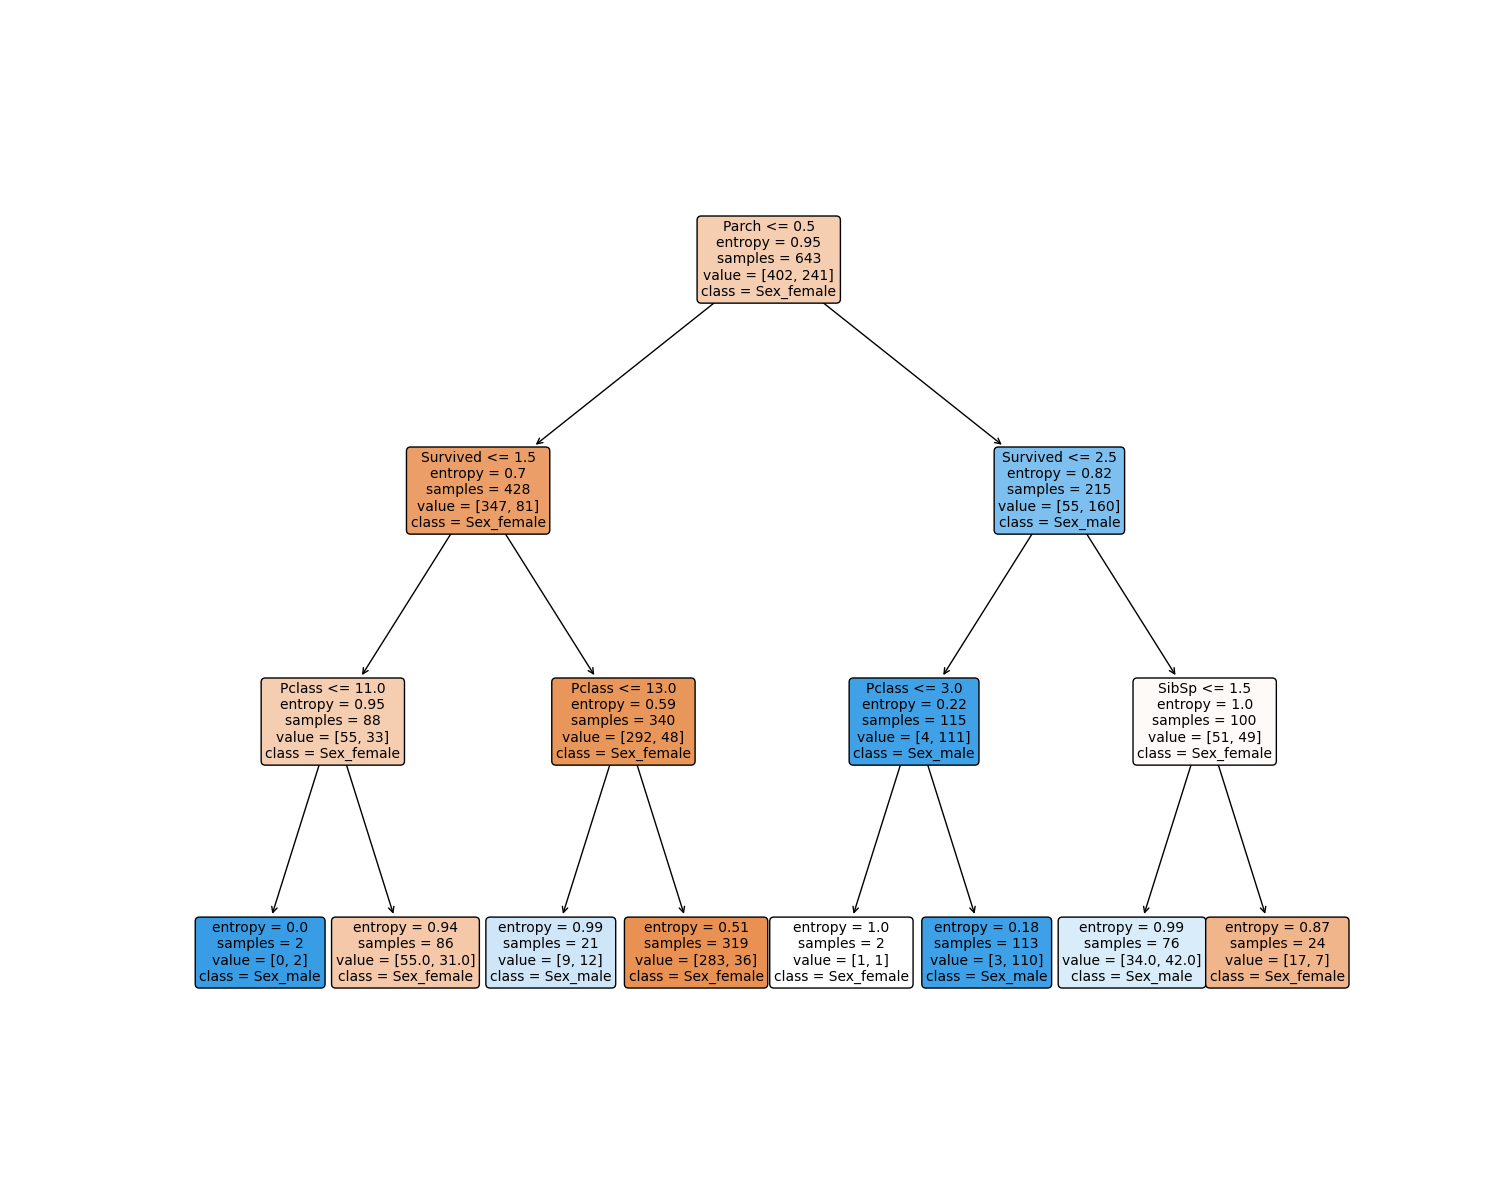 Parch <= 0.5
entropy = 0.95
samples = 643
value = [402, 241]
class = Sex_female
Survived <= 1.5
entropy = 0.7
samples = 428
value = [347, 81]
class = Sex_female
Survived <= 2.5
entropy = 0.82
samples = 215
value = [55, 160]
class = Sex_male
Pclass <= 11.0
entropy = 0.95
samples = 88
value = [55, 33]
class = Sex_female
Pclass <= 13.0
entropy = 0.59
samples = 340
value = [292, 48]
class = Sex_female
Pclass <= 3.0
entropy = 0.22
samples = 115
value = [4, 111]
class = Sex_male
SibSp <= 1.5
entropy = 1.0
samples = 100
value = [51, 49]
class = Sex_female
entropy = 0.0
samples = 2
value = [0, 2]
class = Sex_male
entropy = 0.94
samples = 86
value = [55.0, 31.0]
class = Sex_female
entropy = 0.99
samples = 21
value = [9, 12]
class = Sex_male
entropy = 0.51
samples = 319
value = [283, 36]
class = Sex_female
entropy = 1.0
samples = 2
value = [1, 1]
class = Sex_female
entropy = 0.18
samples = 113
value = [3, 110]
class = Sex_male
entropy = 0.99
samples = 76
value = [34.0, 42.0]
class = Sex_male
entropy = 0.87
samples = 24
value = [17, 7]
class = Sex_female